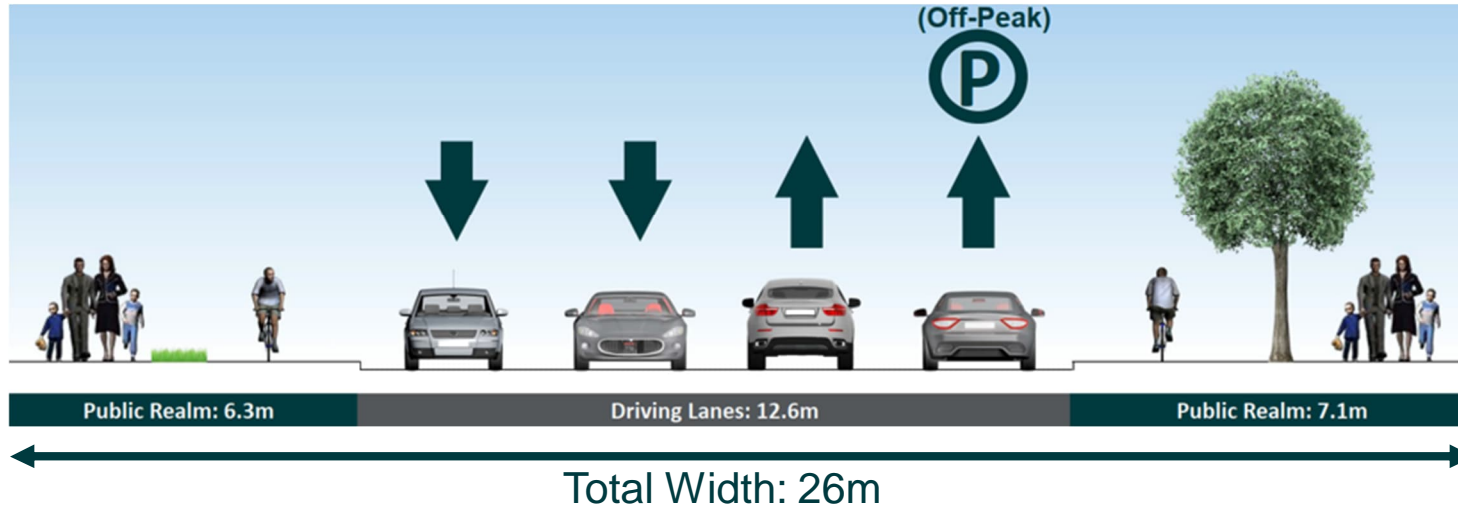 (Off-Peak)
P
Public Realm: 6.3m
Driving Lanes: 12.6m
Public Realm: 7.1m
Total Width: 26m